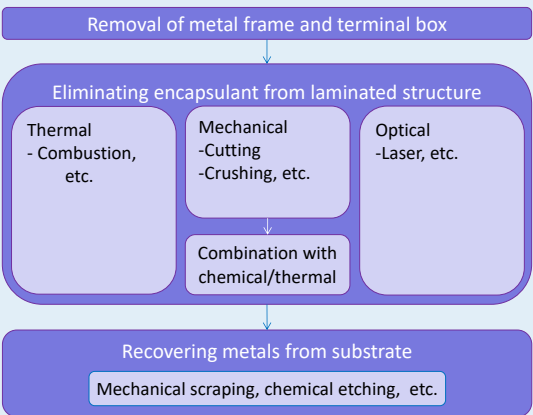 Removal of metal frame and terminal box
Eliminating encapsulant from laminated structure
Thermal
- Combustion,
etc.
Mechanical
-Cutting
-Crushing, etc.
Combination with
chemical/thermal
Optical
-Laser, etc.
Recovering metals from substrate
Mechanical scraping, chemical etching, etc.